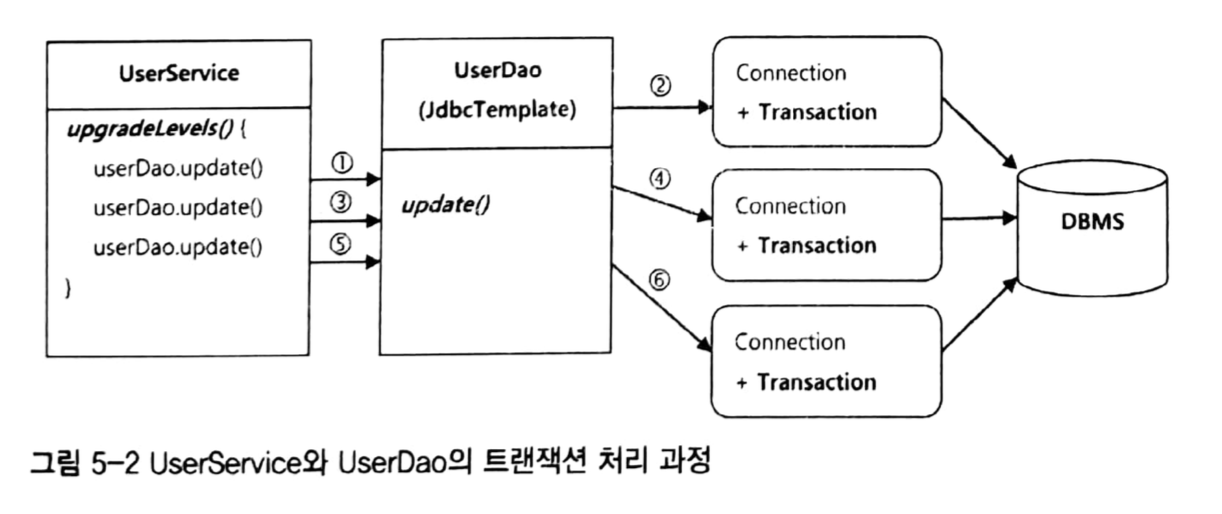 UserService
upgradeLevels() {
userDao.update()
userDao.update()
userDao.update()
}
①
③
⑤
UserDao
(JdbcTemplate)
update()
②
④
⑥
Connection
+ Transaction
Connection
+ Transaction
Connection
+ Transaction
DBMS
그림 5-2 UserService와 UserDao의 트랜잭션 처리 과정